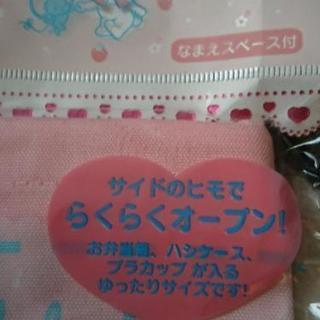 なまえスペース付
サイドのヒモで
らくらくオープン!
お弁当箱、ハシケース、
プラカップ が入る
ゆったりサイズです!